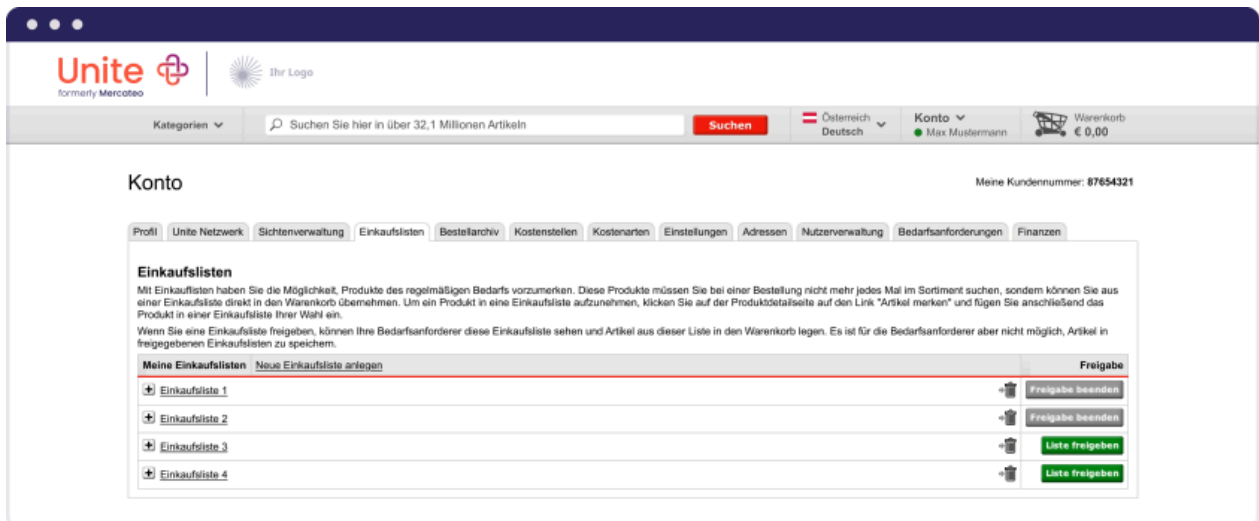 Unite
formerly Mercateo
Ihr Logo
Kategorien
Suchen Sie hier in über 32,1 Millionen Artikeln
Suchen
Österreich
Deutsch
Konto
Max Mustermann
Warenkorb
€ 0,00
Konto
Meine Kundennummer: 87654321
Profil Unite Netzwerk Sichtenverwaltung Einkaufslisten Bestellarchiv Kostenstellen Kostenarten Einstellungen Adressen Nutzerverwaltung Bedarfsanforderungen Finanzen
Einkaufslisten
Mit Einkauflisten haben Sie die Möglichkeit, Produkte des regelmäßigen Bedarfs vorzumerken. Diese Produkte müssen Sie bei einer Bestellung nicht mehr jedes Mal im Sortiment suchen, sondern können Sie aus
einer Einkaufsliste direkt in den Warenkorb übernehmen. Um ein Produkt in eine Einkaufsliste aufzunehmen, klicken Sie auf der Produktdetailseite auf den Link "Artikel merken" und fügen Sie anschließend das
Produkt in einer Einkaufsliste Ihrer Wahl ein.
Wenn Sie eine Einkaufsliste freigeben, können Ihre Bedarfsanforderer diese Einkaufsliste sehen und Artikel aus dieser Liste in den Warenkorb legen. Es ist für die Bedarfsanforderer aber nicht möglich, Artikel in
freigegebenen Einkaufslisten zu speichern.
Meine Einkaufslisten Neue Einkaufsliste anlegen Freigabe
Einkaufsliste 1 Freigabe beenden
Einkaufsliste 2 Freigabe beenden
Einkaufsliste 3 Liste freigeben
Einkaufsliste 4 Liste freigeben